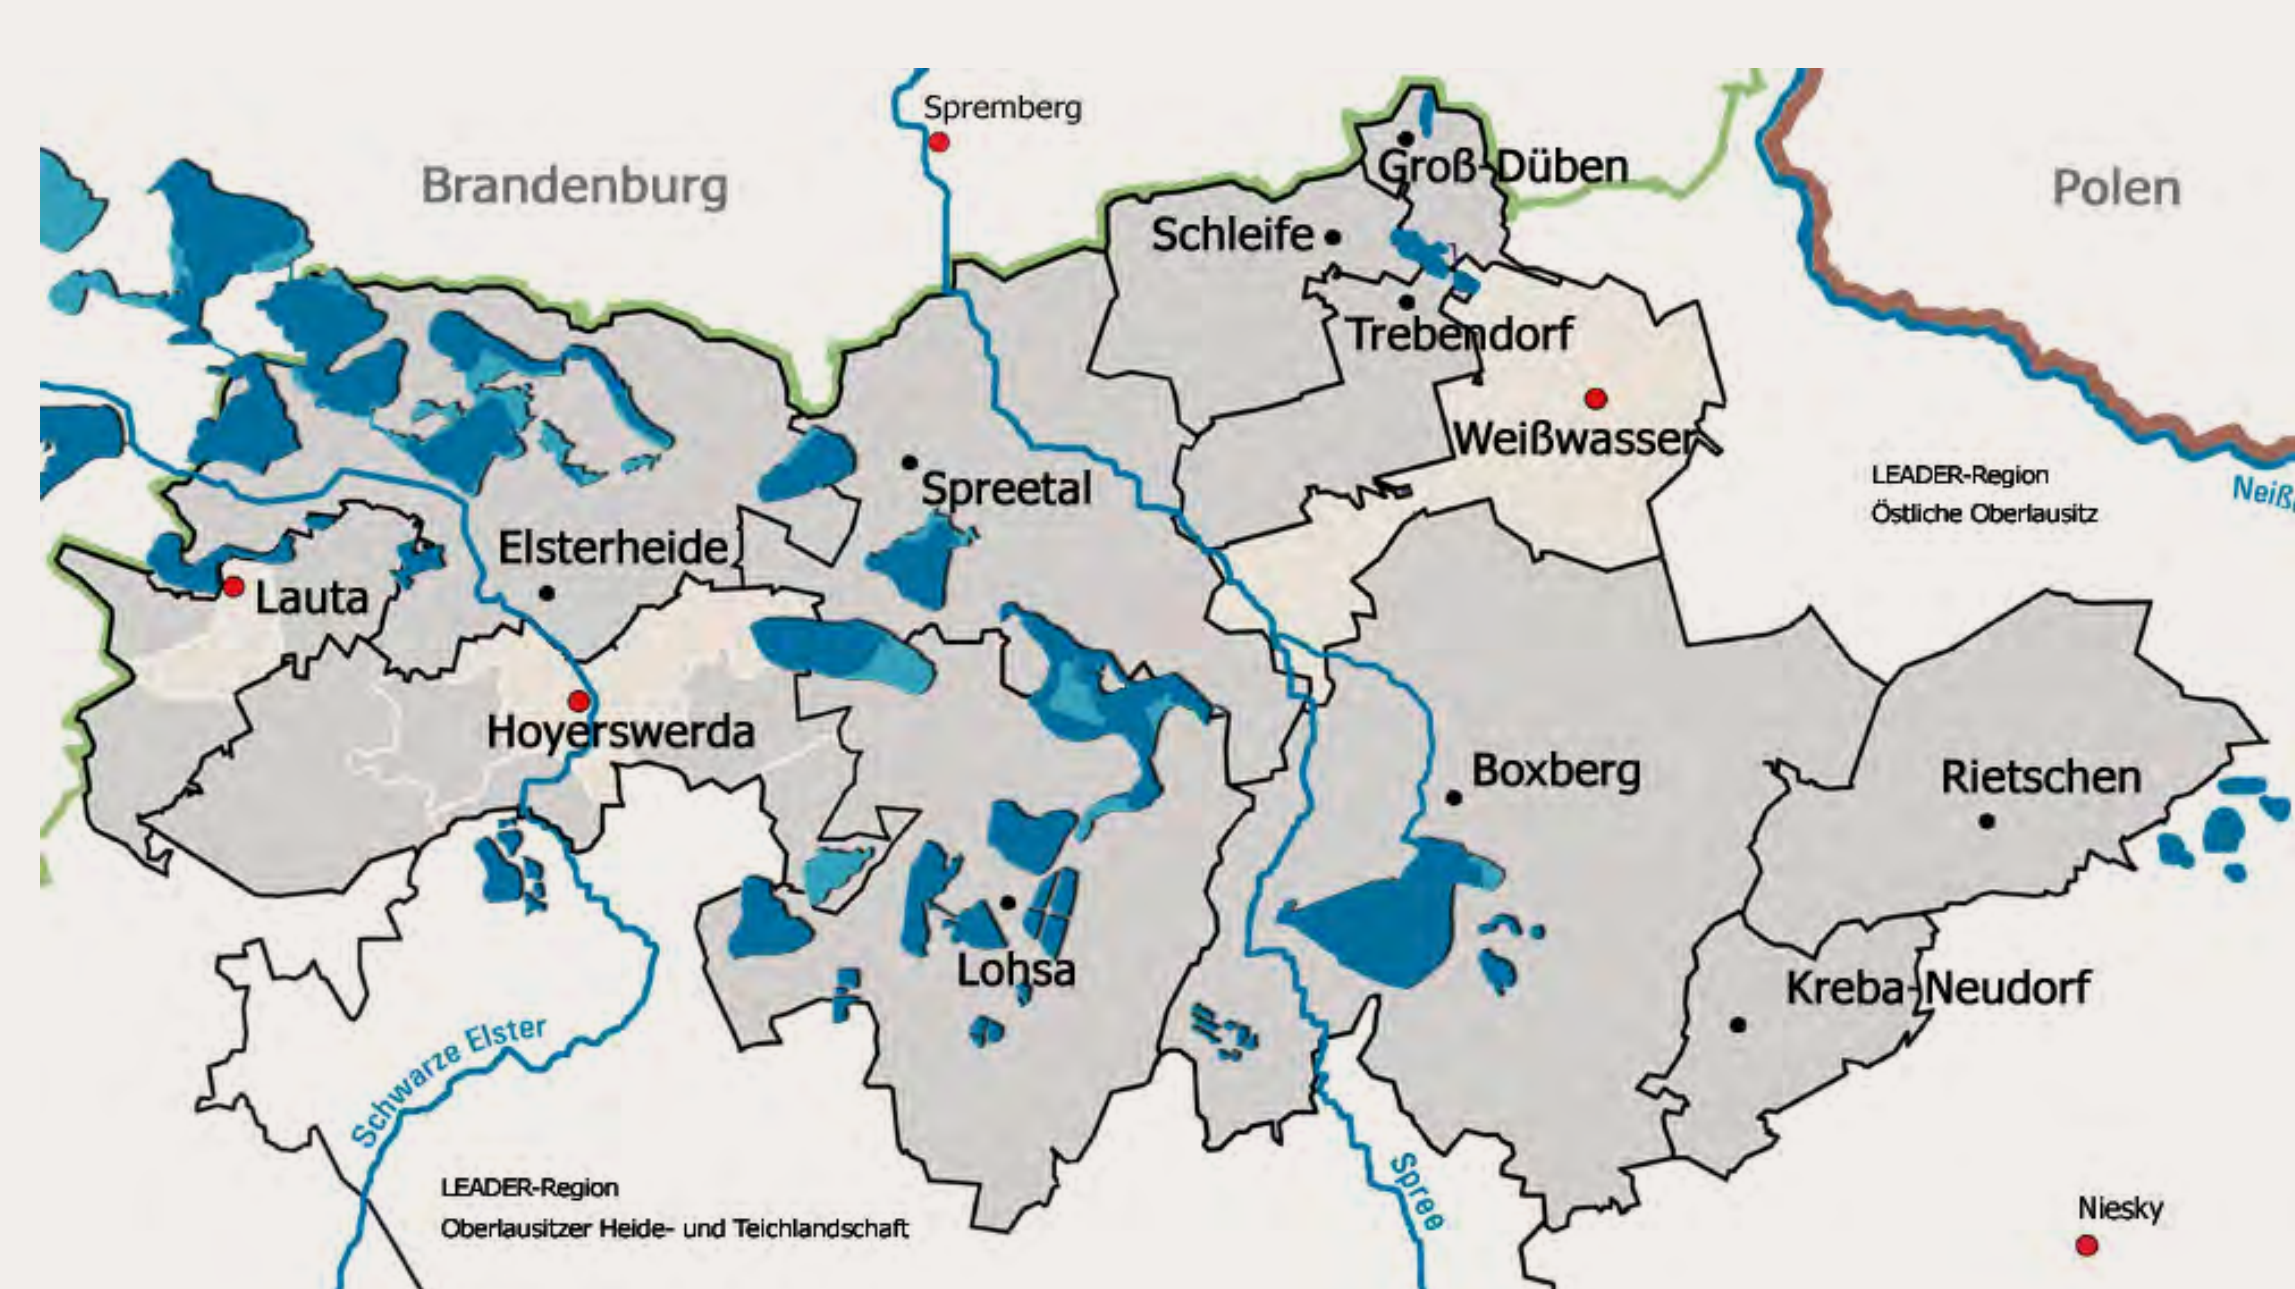 Spremberg
Brandenburg
Groß-Düben
Polen
Schleife
Trebendorf
Weißwasser
LEADER-Region
Östliche Oberlausitz
Spreetal
Elsterheide
Lauta
Hoyerswerda
Boxberg
Rietschen
Lohsa
Kreba-Neudorf
Schwarze Elster
LEADER-Region
Oberlausitzer Heide- und Teichlandschaft
Spree
Niesky